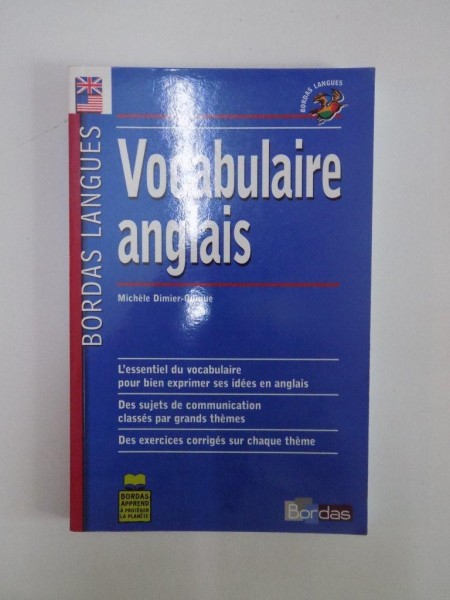 BORDAS LANGUES
BORDAS LANGUES
Vocabulaire
anglais
Michèle Dimier-
L'essentiel du vocabulaire
pour bien exprimer ses idées en anglais
Des sujets de communication
classés par grands thèmes
Des exercices corrigés sur chaque thème
BORDAS
APPREND
À PROTÉGER
LA PLANÈTE
Bordas